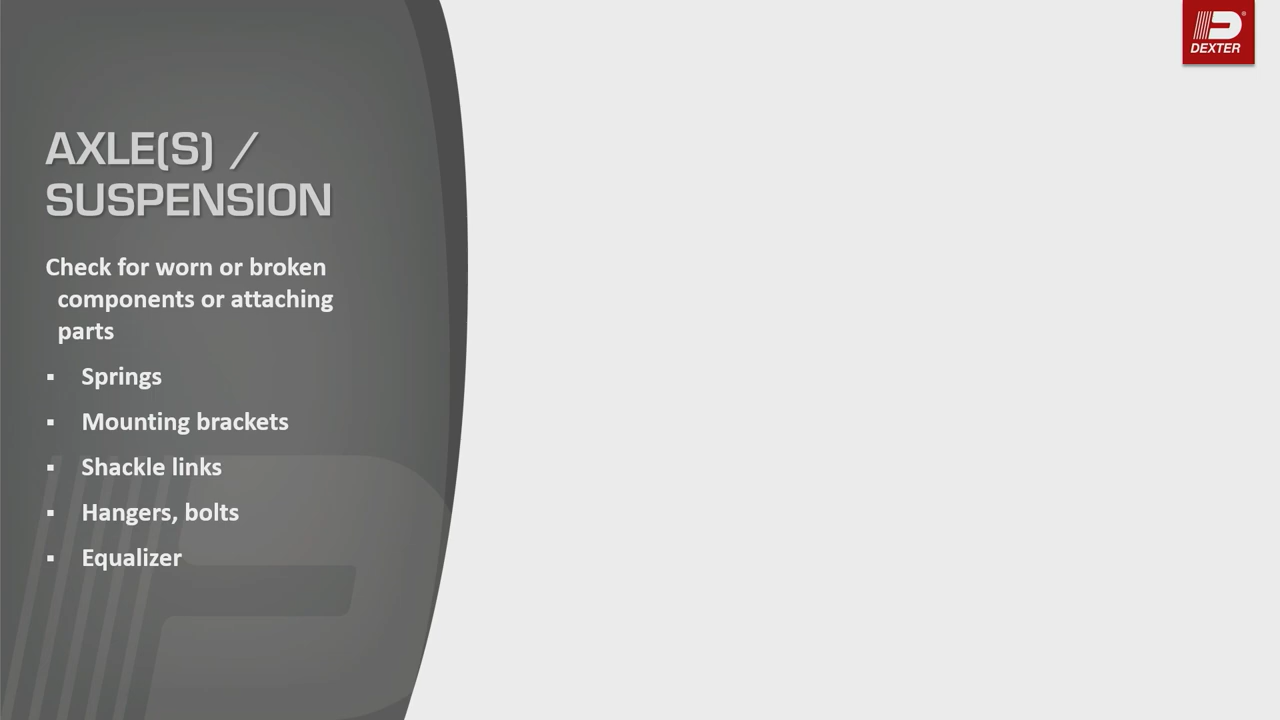 DEXTER
AXLE(S) /
SUSPENSION
Check for worn or broken
components or attaching
parts
▪ Springs
▪ Mounting brackets
▪ Shackle links
▪ Hangers, bolts
▪ Equalizer